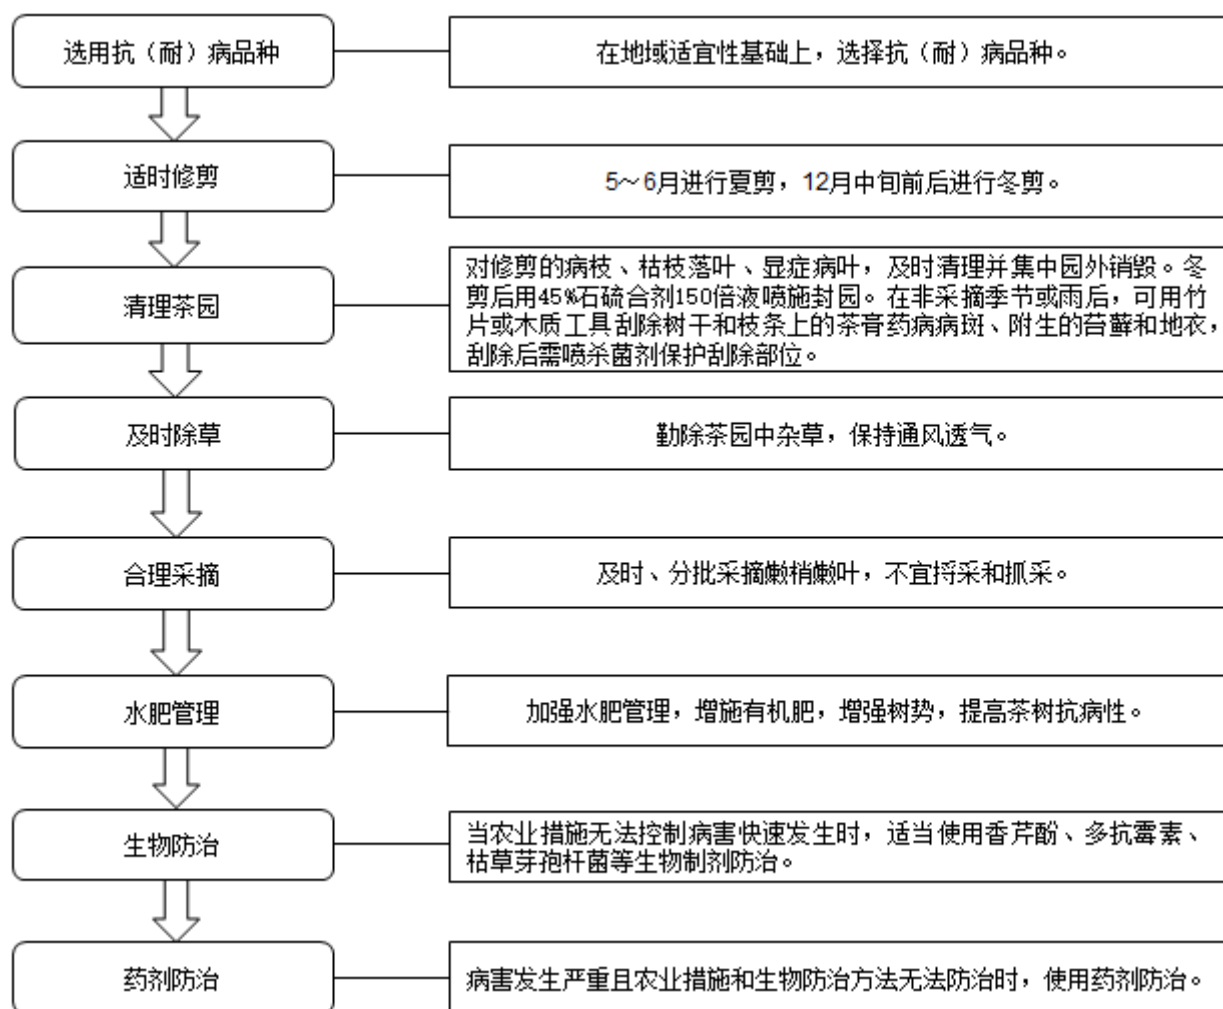 选用抗（耐）病品种
在地域适宜性基础上，选择抗（耐）病品种。
适时修剪
5～6月进行夏剪，12月中旬前后进行冬剪。
清理茶园
对修剪的病枝、枯枝落叶、显症病叶，及时清理并集中园外销毁。冬
剪后用45%石硫合剂150倍液喷施封园。在非采摘季节或雨后，可用竹
片或木质工具刮除树干和枝条上的茶膏药病病斑、附生的苔藓和地衣，
刮除后需喷杀菌剂保护刮除部位。
及时除草
勤除茶园中杂草，保持通风透气。
合理采摘
及时、分批采摘嫩梢嫩叶，不宜捋采和抓采。
水肥管理
加强水肥管理，增施有机肥，增强树势，提高茶树抗病性。
生物防治
当农业措施无法控制病害快速发生时，适当使用香芹酚、多抗霉素、
枯草芽孢杆菌等生物制剂防治。
药剂防治
病害发生严重且农业措施和生物防治方法无法防治时，使用药剂防治。